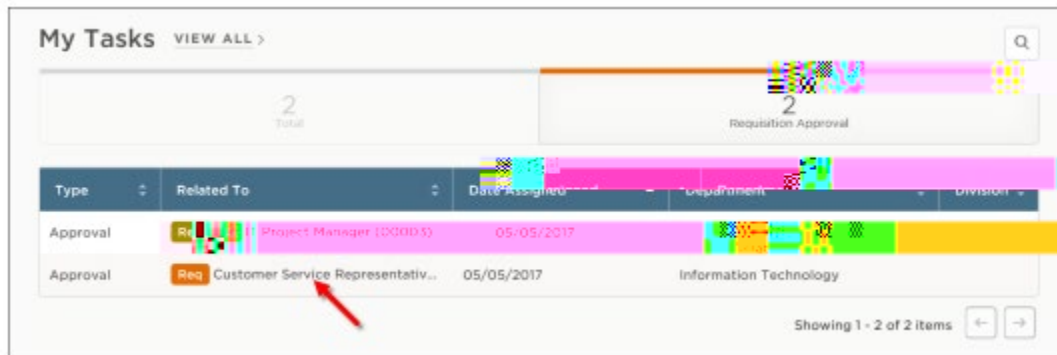 My Tasks VIEW ALL >
2 2
Total Requisition Approval
Type Related To Date Assigned Department Division
Approval Project Manager (00003) 05/05/2017
Approval Req Customer Service Representativ... 05/05/2017 Information Technology
Showing 1 - 2 of 2 items